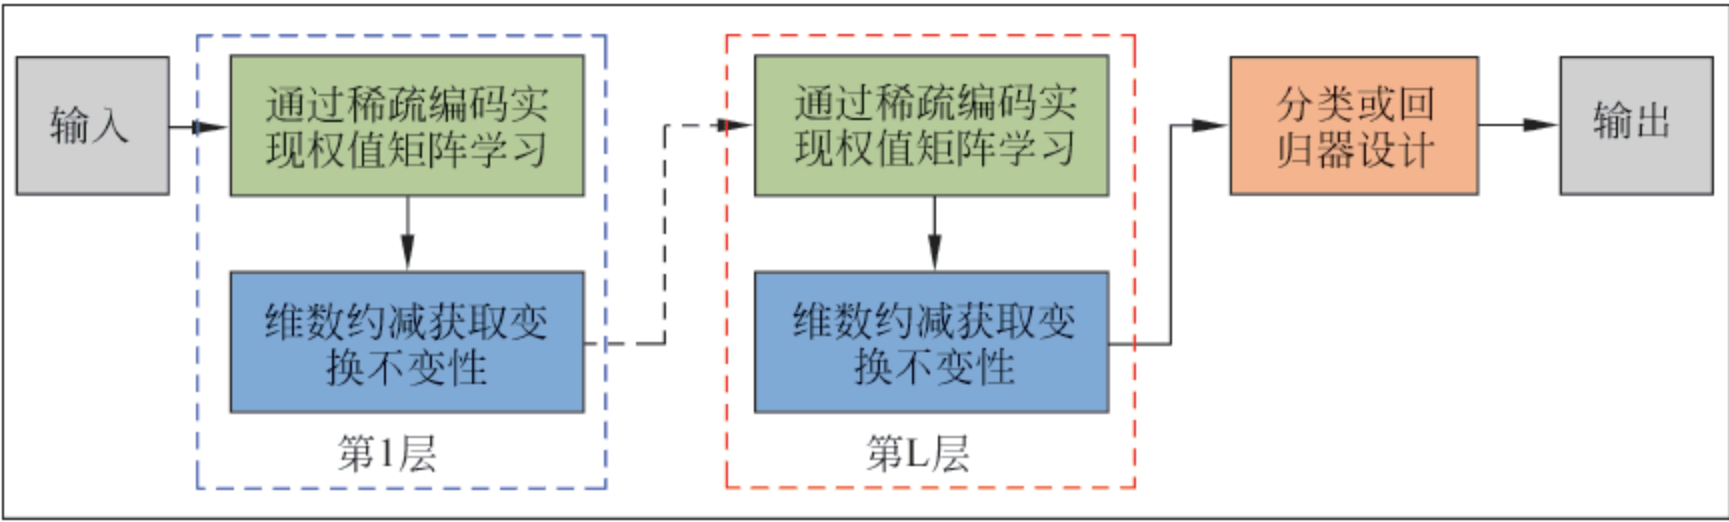 输入
通过稀疏编码实
现权值矩阵学习
维数约减获取变
换不变性
第1层
通过稀疏编码实
现权值矩阵学习
维数约减获取变
换不变性
第L层
分类或回
归器设计
输出